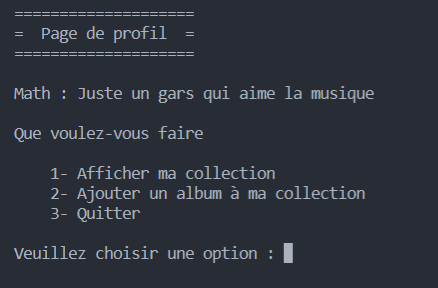 ====================
=  Page de profil  =
====================
Math : Juste un gars qui aime la musique
Que voulez-vous faire
1- Afficher ma collection
2- Ajouter un album à ma collection
3- Quitter
Veuillez choisir une option :